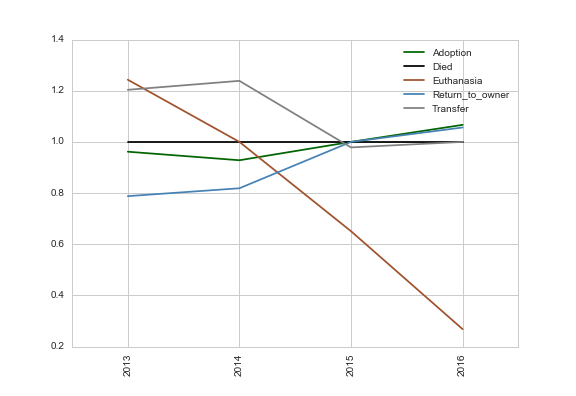 1.4
1.2
1.0
0.8
0.6
0.4
0.2
2013
2014
2015
2016
Adoption
Died
Euthanasia
Return_to_owner
Transfer